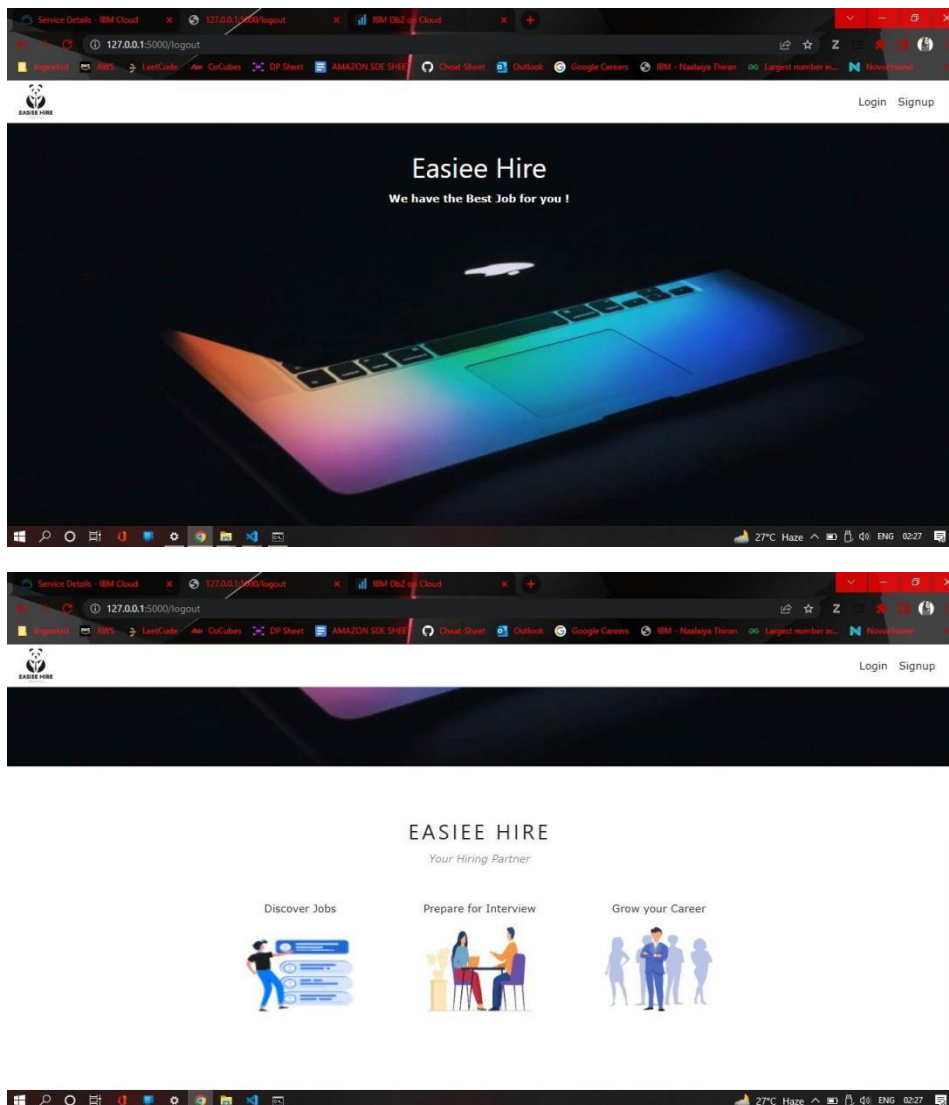 Service Details - IBM Cloud
127.0.0.1:5000/logout
IBM Db2 on Cloud
127.0.0.1:5000/logout
Imported AWS LeetCode CoCubes DP Sheet AMAZON SDE SHEET Cheat-Sheet Outlook Google Careers IBM - Naalaiya Thiran Largest number in...
EASIEE HIRE
Login Signup
Easiee Hire
We have the Best Job for you !
27°C Haze ENG 02:27
Service Details - IBM Cloud
127.0.0.1:5000/logout
IBM Db2 on Cloud
127.0.0.1:5000/logout
Imported AWS LeetCode CoCubes DP Sheet AMAZON SDE SHEET Cheat-Sheet Outlook Google Careers IBM - Naalaiya Thiran Largest number in...
EASIEE HIRE
Login Signup
EASIEE HIRE
Your Hiring Partner
Discover Jobs Prepare for Interview Grow your Career
27°C Haze ENG 02:27